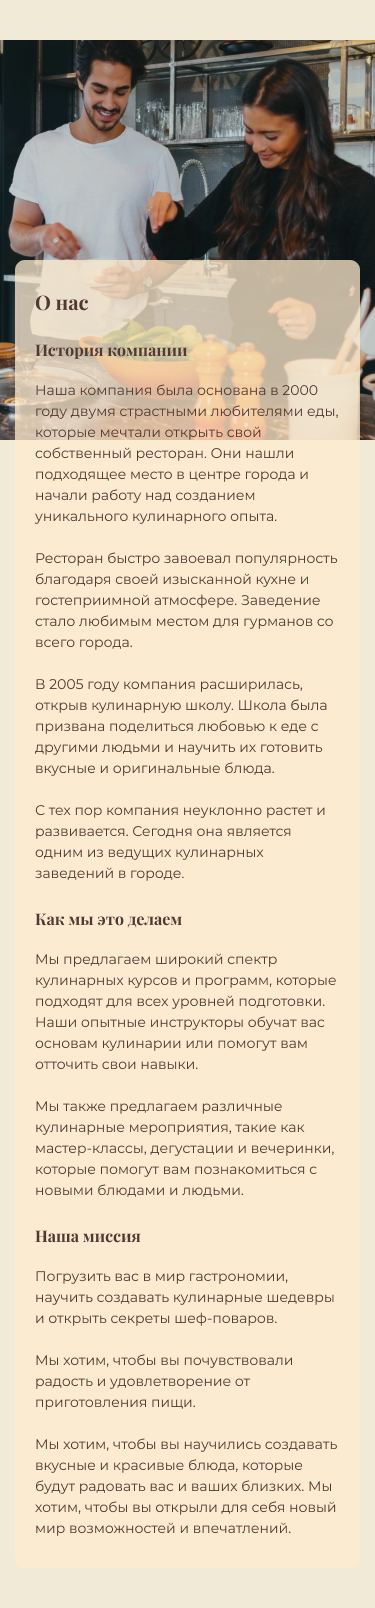 О нас
История компании
Наша компания была основана в 2000
году двумя страстными любителями еды,
которые мечтали открыть свой
собственный ресторан. Они нашли
подходящее место в центре города и
начали работу над созданием
уникального кулинарного опыта.
Ресторан быстро завоевал популярность
благодаря своей изысканной кухне и
гостеприимной атмосфере. Заведение
стало любимым местом для гурманов со
всего города.
В 2005 году компания расширилась,
открыв кулинарную школу. Школа была
призвана поделиться любовью к еде с
другими людьми и научить их готовить
вкусные и оригинальные блюда.
С тех пор компания неуклонно растет и
развивается. Сегодня она является
одним из ведущих кулинарных
заведений в городе.
Как мы это делаем
Мы предлагаем широкий спектр
кулинарных курсов и программ, которые
подходят для всех уровней подготовки.
Наши опытные инструкторы обучат вас
основам кулинарии или помогут вам
отточить свои навыки.
Мы также предлагаем различные
кулинарные мероприятия, такие как
мастер-классы, дегустации и вечеринки,
которые помогут вам познакомиться с
новыми блюдами и людьми.
Наша миссия
Погрузить вас в мир гастрономии,
научить создавать кулинарные шедевры
и открыть секреты шеф-поваров.
Мы хотим, чтобы вы почувствовали
радость и удовлетворение от
приготовления пищи.
Мы хотим, чтобы вы научились создавать
вкусные и красивые блюда, которые
будут радовать вас и ваших близких. Мы
хотим, чтобы вы открыли для себя новый
мир возможностей и впечатлений.